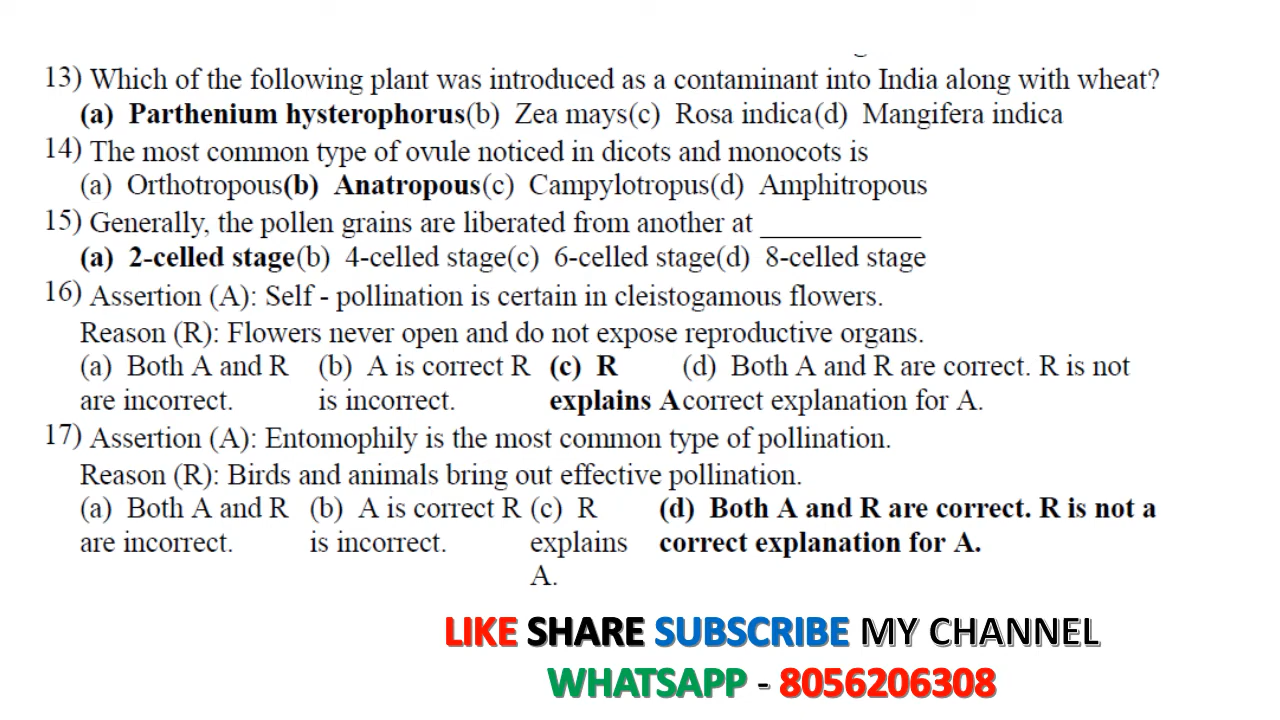 13) Which of the following plant was introduced as a contaminant into India along with wheat?
(a) Parthenium hysterophorus(b) Zea mays(c) Rosa indica(d) Mangifera indica
14) The most common type of ovule noticed in dicots and monocots is
(a) Orthotropous(b) Anatropous(c) Campylotropus(d) Amphitropous
15) Generally, the pollen grains are liberated from another at ___________
(a) 2-celled stage(b) 4-celled stage(c) 6-celled stage(d) 8-celled stage
16) Assertion (A): Self - pollination is certain in cleistogamous flowers.
Reason (R): Flowers never open and do not expose reproductive organs.
(a) Both A and R (b) A is correct R (c) R (d) Both A and R are correct. R is not
are incorrect. is incorrect. explains A correct explanation for A.
17) Assertion (A): Entomophily is the most common type of pollination.
Reason (R): Birds and animals bring out effective pollination.
(a) Both A and R (b) A is correct R (c) R (d) Both A and R are correct. R is not a
are incorrect. is incorrect. explains correct explanation for A.
A.
LIKE SHARE SUBSCRIBE MY CHANNEL
WHATSAPP - 8056206308